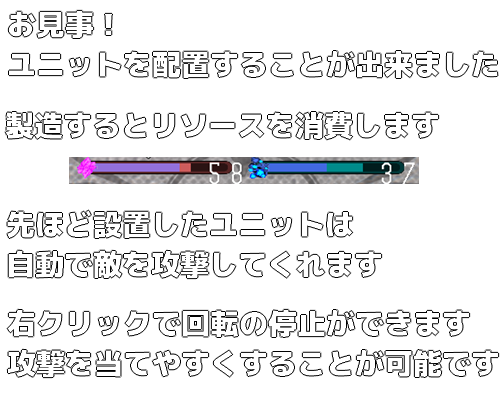 お見事！
ユニットを配置することが出来ました
製造するとリソースを消費します
58 37
先ほど設置したユニットは
自動で敵を攻撃してくれます
右クリックで回転の停止ができます
攻撃を当てやすくすることが可能です